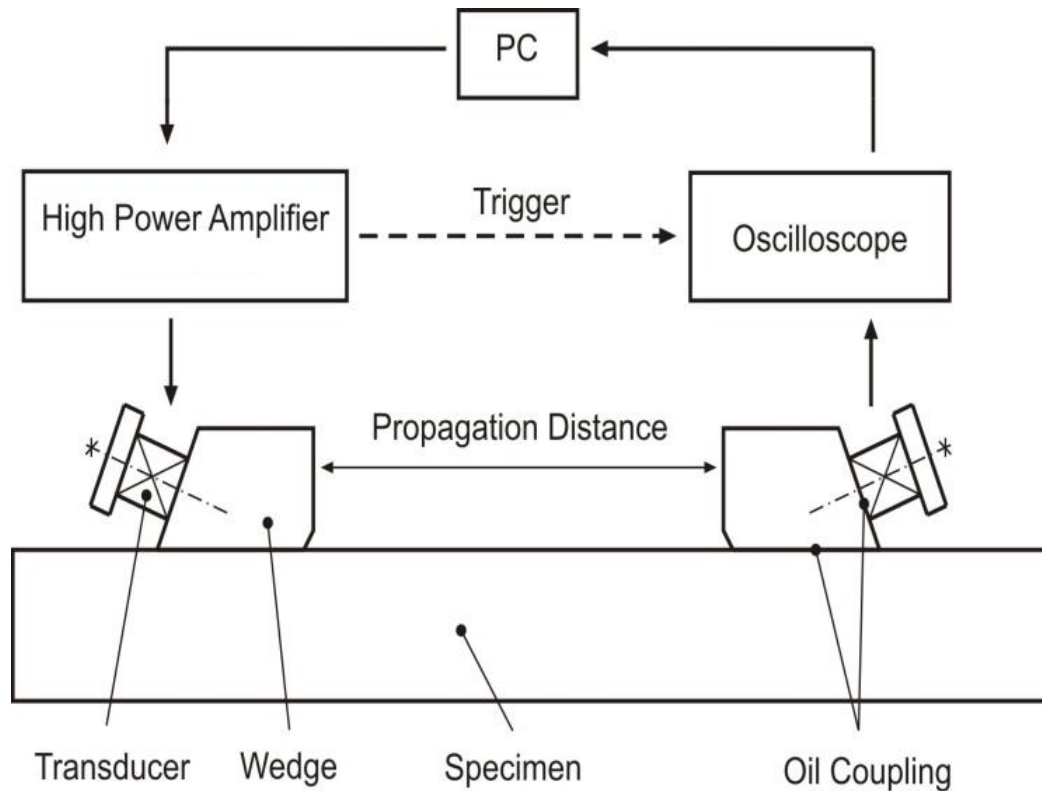 PC
High Power Amplifier
Trigger
Oscilloscope
Propagation Distance
Transducer
Wedge
Specimen
Oil Coupling